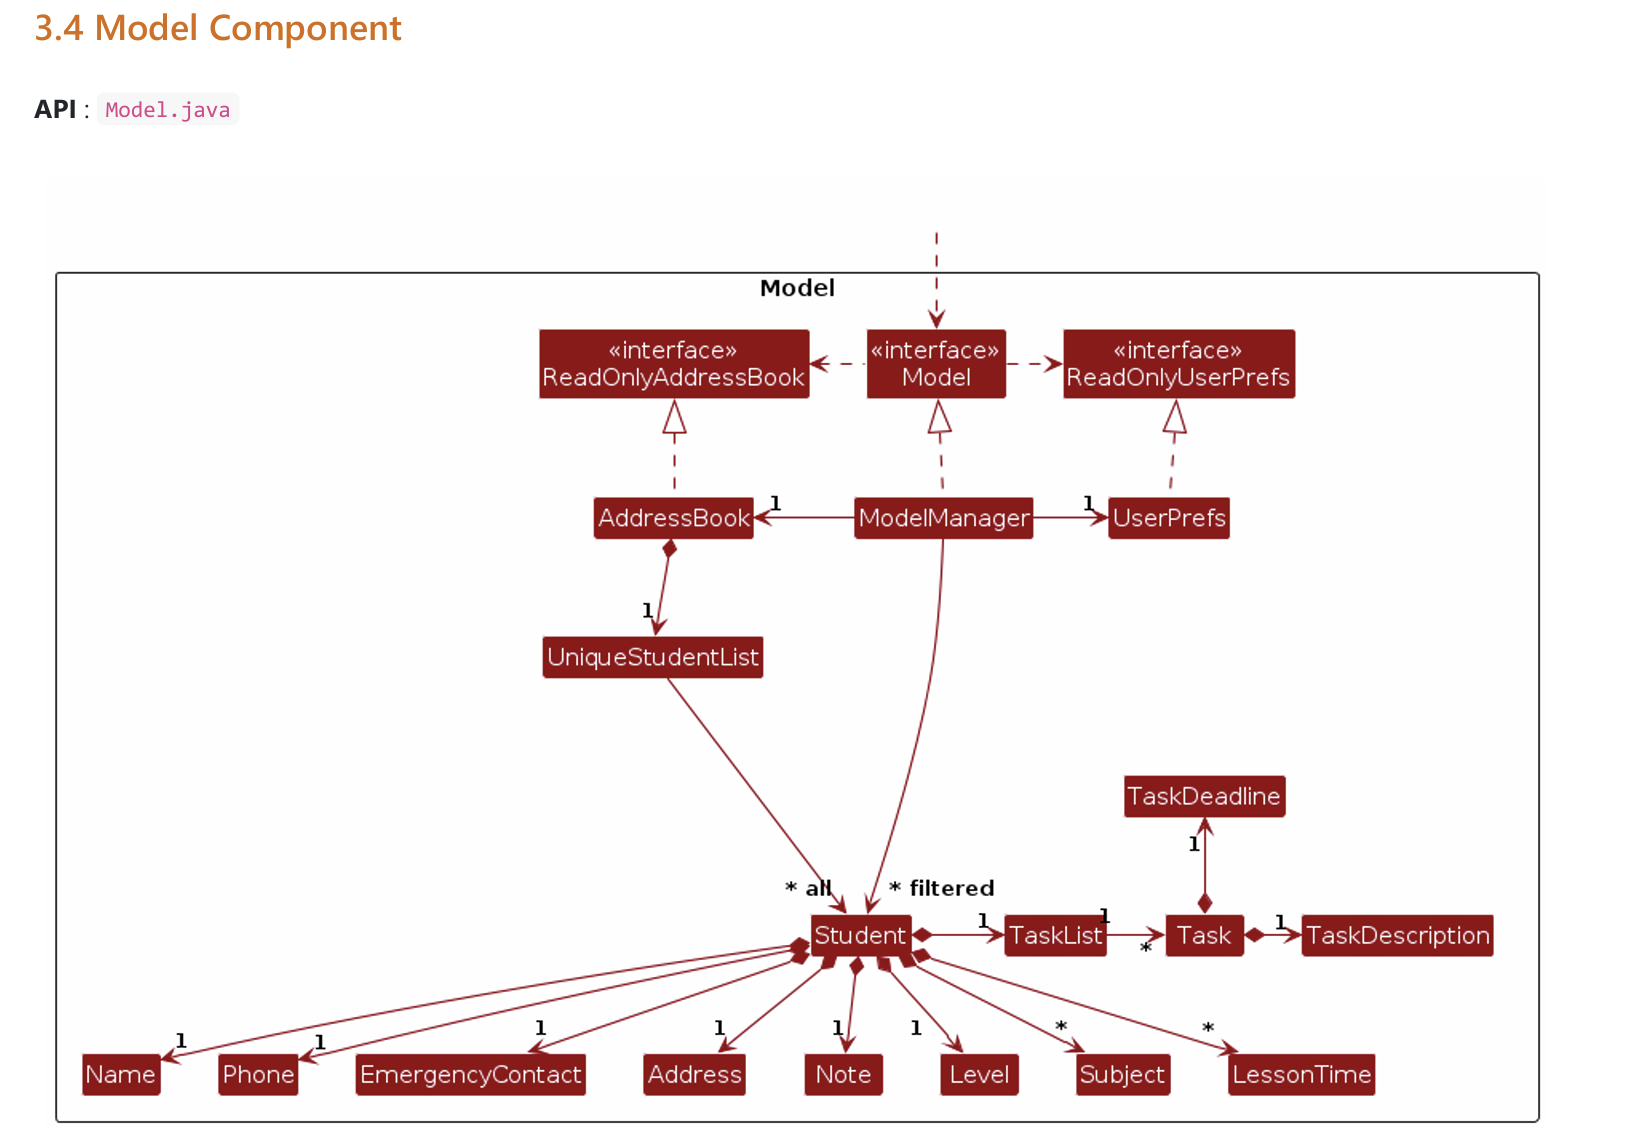 3.4 Model Component
API : Model.java
Model
«interface»
ReadOnlyAddressBook
«interface»
Model
«interface»
ReadOnlyUserPrefs
AddressBook
1
ModelManager
1
UserPrefs
1
UniqueStudentList
TaskDeadline
1
* all
* filtered
Student
1
TaskList
1
*
Task
1
TaskDescription
1
1
1
1
1
1
*
*
Name
Phone
EmergencyContact
Address
Note
Level
Subject
LessonTime